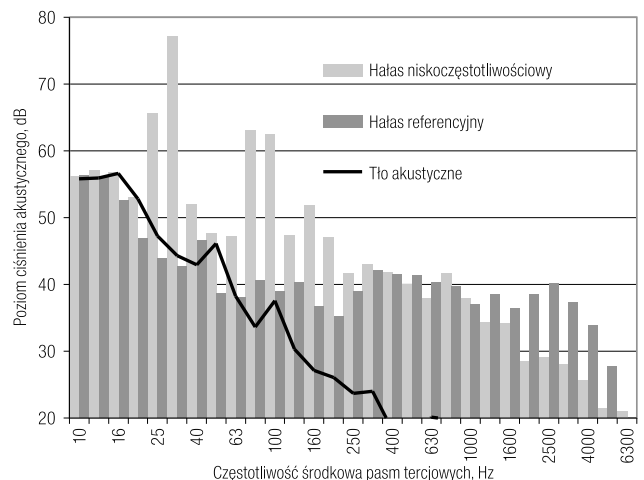 80
70
60
50
40
30
20
Poziom ciśnienia akustycznego, dB
Hałas niskoczęstotliwościowy
Hałas referencyjny
Tło akustyczne
10 16 25 40 63 100 160 250 400 630 1000 1600 2500 4000 6300
Częstotliwość środkowa pasm tercjowych, Hz